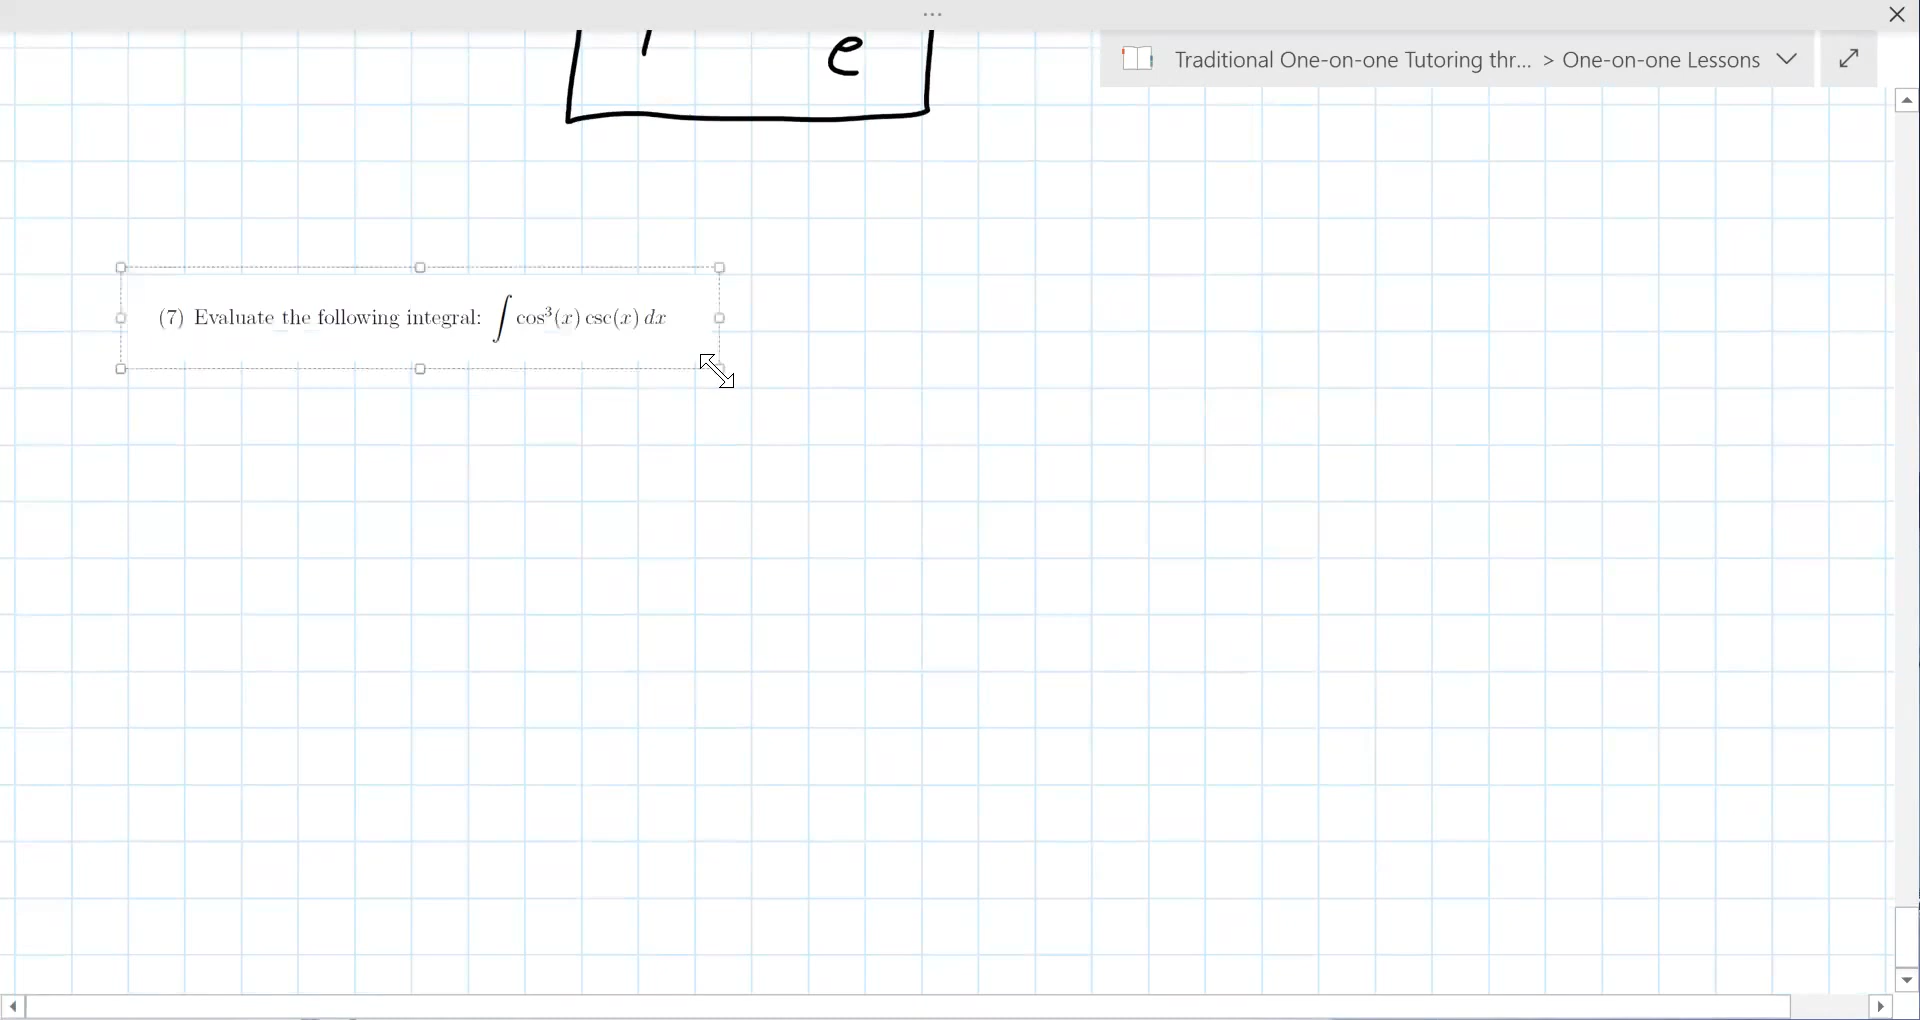 ...
e
Traditional One-on-one Tutoring thr... > One-on-one Lessons
(7) Evaluate the following integral: ∫ cos³(x) csc(x) dx